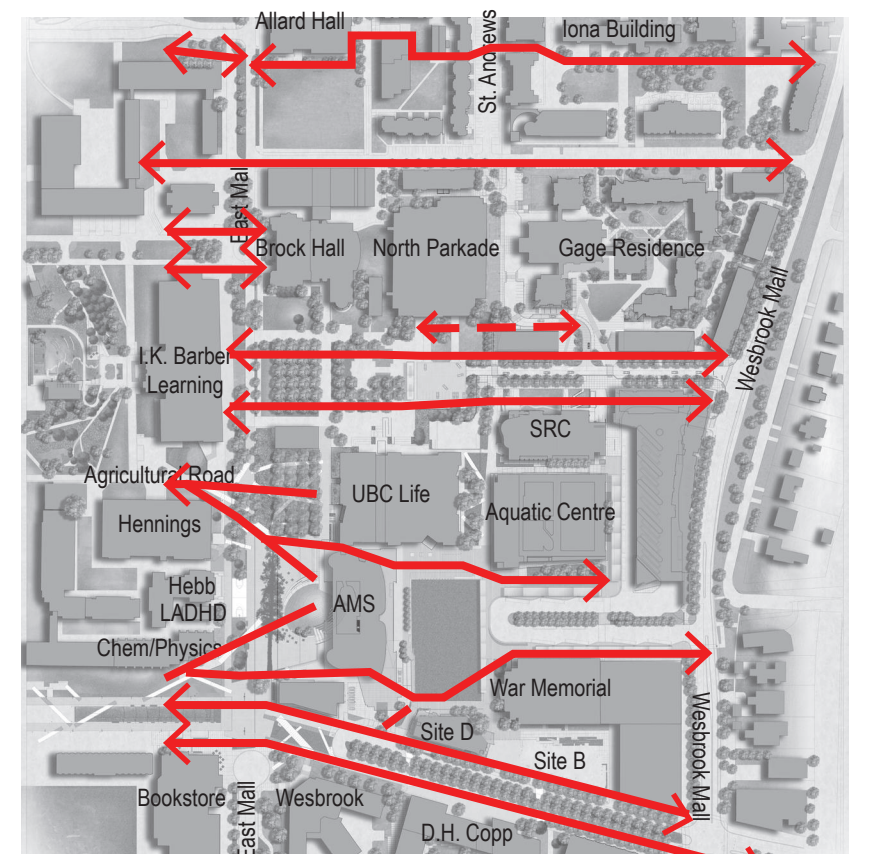 Allard Hall
Iona Building
St. Andrews
East Mall
Brock Hall
North Parkade
Gage Residence
Wesbrook Mall
I.K. Barber
Learning
SRC
Agricultural Road
UBC Life
Hennings
Aquatic Centre
Hebb
LADHD
AMS
Chem/Physics
War Memorial
Wesbrook Mall
Site D
Site B
Bookstore
East Mall
Wesbrook
D.H. Copp